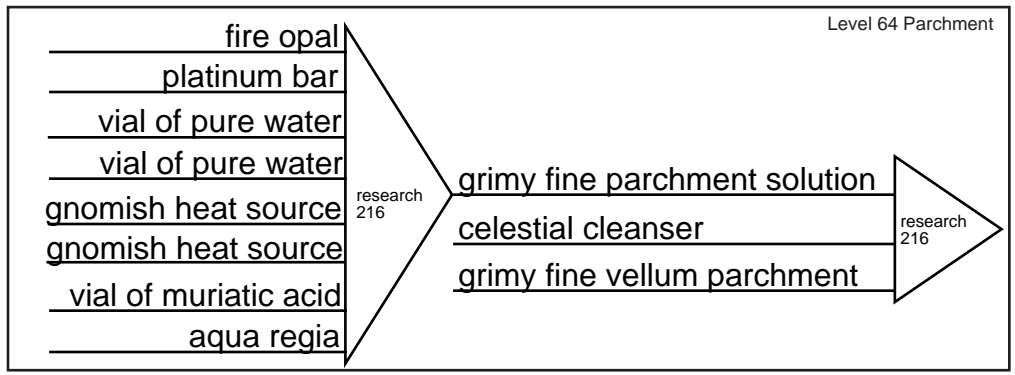 Level 64 Parchment
fire opal
platinum bar
vial of pure water
vial of pure water
gnomish heat source
gnomish heat source
vial of muriatic acid
aqua regia
research
216
grimy fine parchment solution
celestial cleanser
grimy fine vellum parchment
research
216